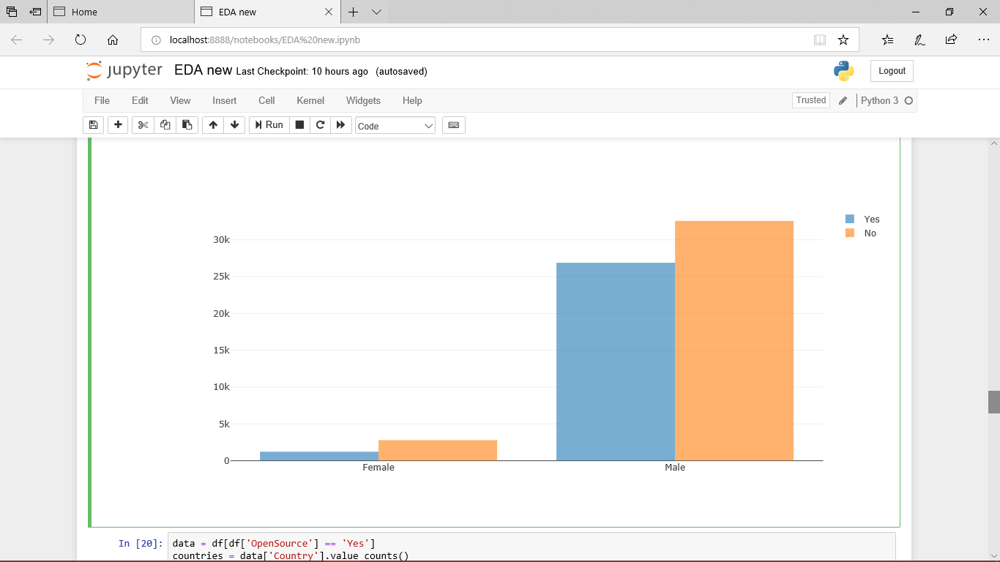 Home
EDA new
localhost:8888/notebooks/EDA%20new.ipynb
jupyter EDA new Last Checkpoint: 10 hours ago (autosaved)
Logout
File Edit View Insert Cell Kernel Widgets Help
Trusted
Python 3
Run
Code
Yes
No
30k
25k
20k
15k
10k
5k
0
Female Male
In [20]: data = df[df['OpenSource'] == 'Yes']
countries = data['Country'].value_counts()